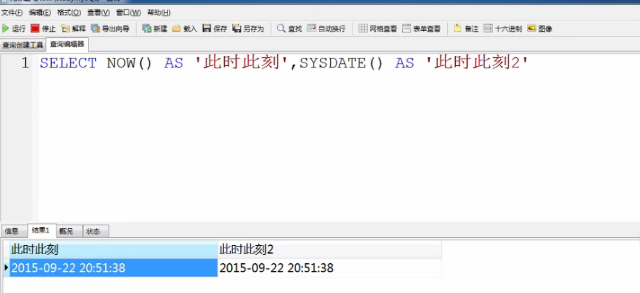 文件(F) 编辑(E) 格式(O) 查看(V) 窗口(W) 帮助(H)
运行 停止 解释 导出向导 新建 载入 保存 另存为 查找 自动换行 网格查看 表单查看 备注 十六进制 图像
查询创建工具 查询编辑器
1 SELECT NOW() AS '此时此刻',SYSDATE() AS '此时此刻2'
信息 结果1 概况 状态
此时此刻 此时此刻2
2015-09-22 20:51:38 2015-09-22 20:51:38